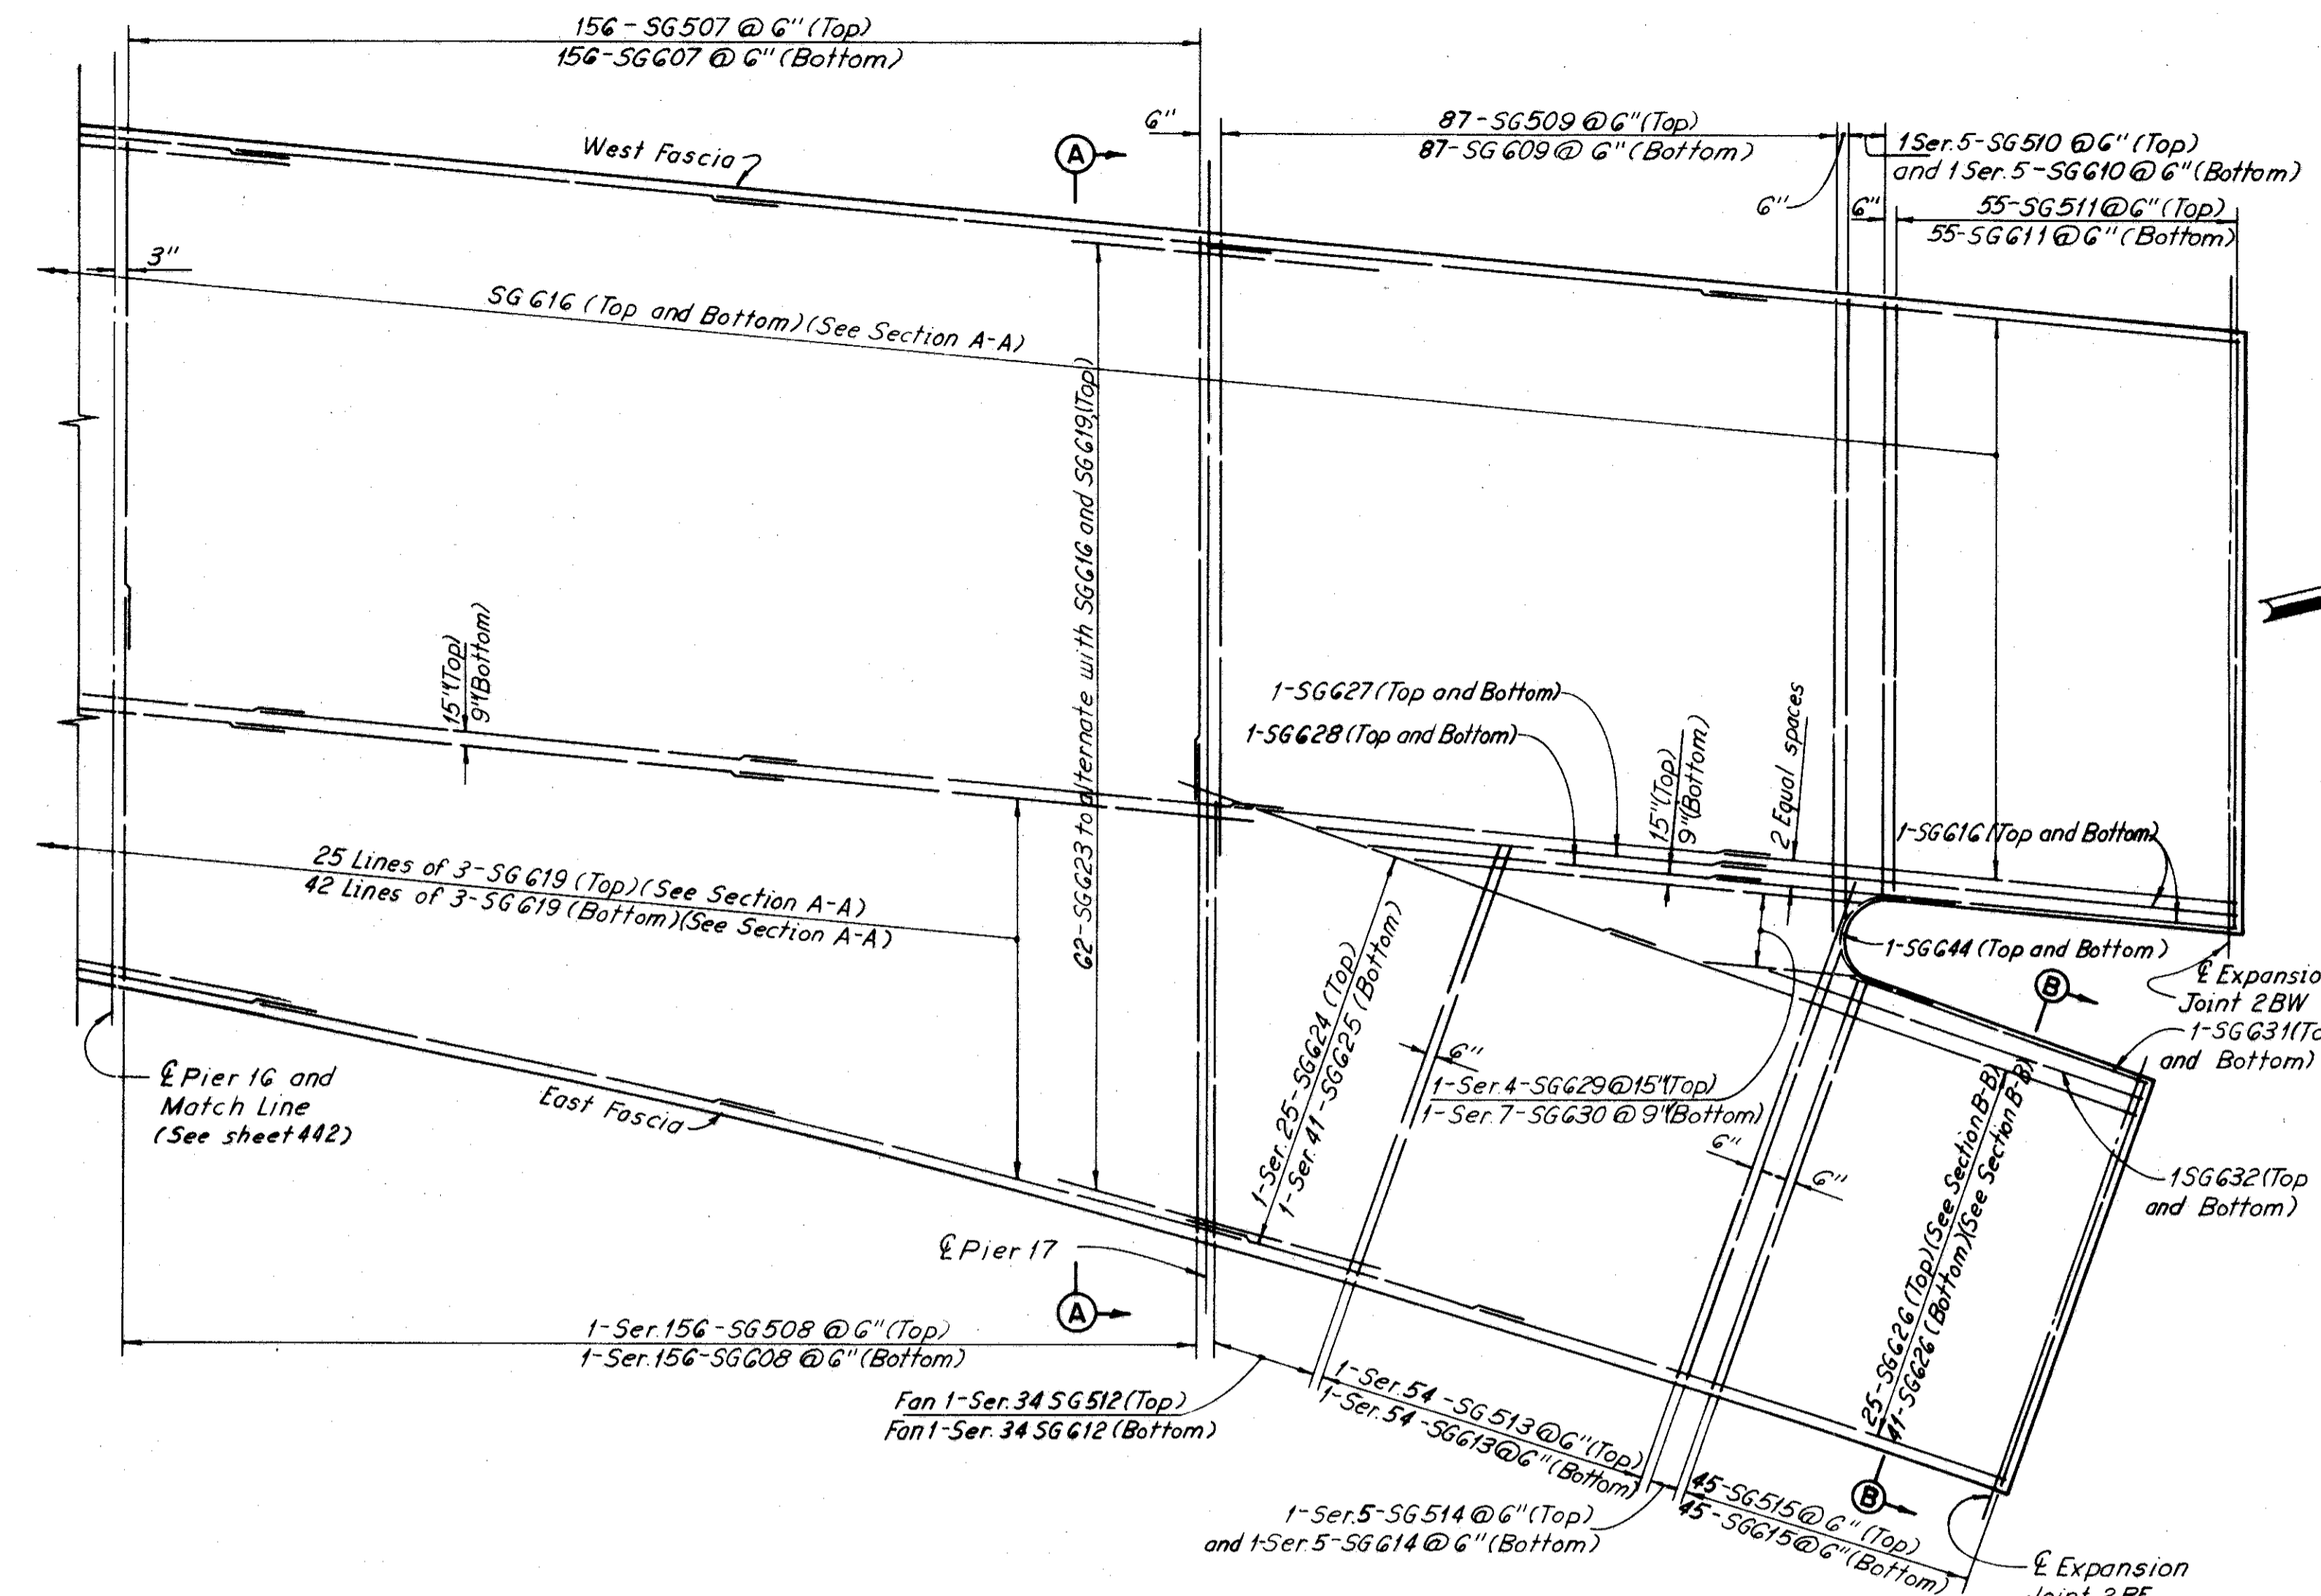 156 - SG507 @ 6" (Top)
156-SG607 @ 6" (Bottom)
6"
87-SG509 @ 6" (Top)
87-SG609 @ 6" (Bottom)
1 Ser. 5-SG510 @ 6" (Top)
and 1 Ser. 5-SG610 @ 6" (Bottom)
6"
6"
55-SG511 @ 6" (Top)
55-SG611 @ 6" (Bottom)
West Fascia
A
3"
SG616 (Top and Bottom) (See Section A-A)
62-SG623 to alternate with SG616 and SG619 (Top)
15" (Top)
9" (Bottom)
1-SG627 (Top and Bottom)
1-SG628 (Top and Bottom)
15" (Top)
9" (Bottom)
2 Equal spaces
1-SG616 (Top and Bottom)
25 Lines of 3-SG619 (Top) (See Section A-A)
42 Lines of 3-SG619 (Bottom) (See Section A-A)
1-SG644 (Top and Bottom)
℄ Expansio
Joint 2BW
B
1-SG631 (To
and Bottom)
1-Ser. 25-SG624 (Top)
1-Ser. 41-SG625 (Bottom)
6"
1-Ser. 4-SG629 @ 15" (Top)
1-Ser. 7-SG630 @ 9" (Bottom)
6"
6"
25-SG626 (Top) (See Section B-B)
41-SG626 (Bottom) (See Section B-B)
1SG632 (Top
and Bottom)
℄ Pier 16 and
Match Line
(See sheet 442)
East Fascia
℄ Pier 17
A
1-Ser. 156-SG508 @ 6" (Top)
1-Ser. 156-SG608 @ 6" (Bottom)
Fan 1-Ser. 34 SG512 (Top)
Fan 1-Ser. 34 SG612 (Bottom)
1-Ser. 54-SG513 @ 6" (Top)
1-Ser. 54-SG613 @ 6" (Bottom)
1-Ser. 5-SG514 @ 6" (Top)
and 1-Ser. 5-SG614 @ 6" (Bottom)
45-SG515 @ 6" (Top)
45-SG615 @ 6" (Bottom)
B
℄ Expansion